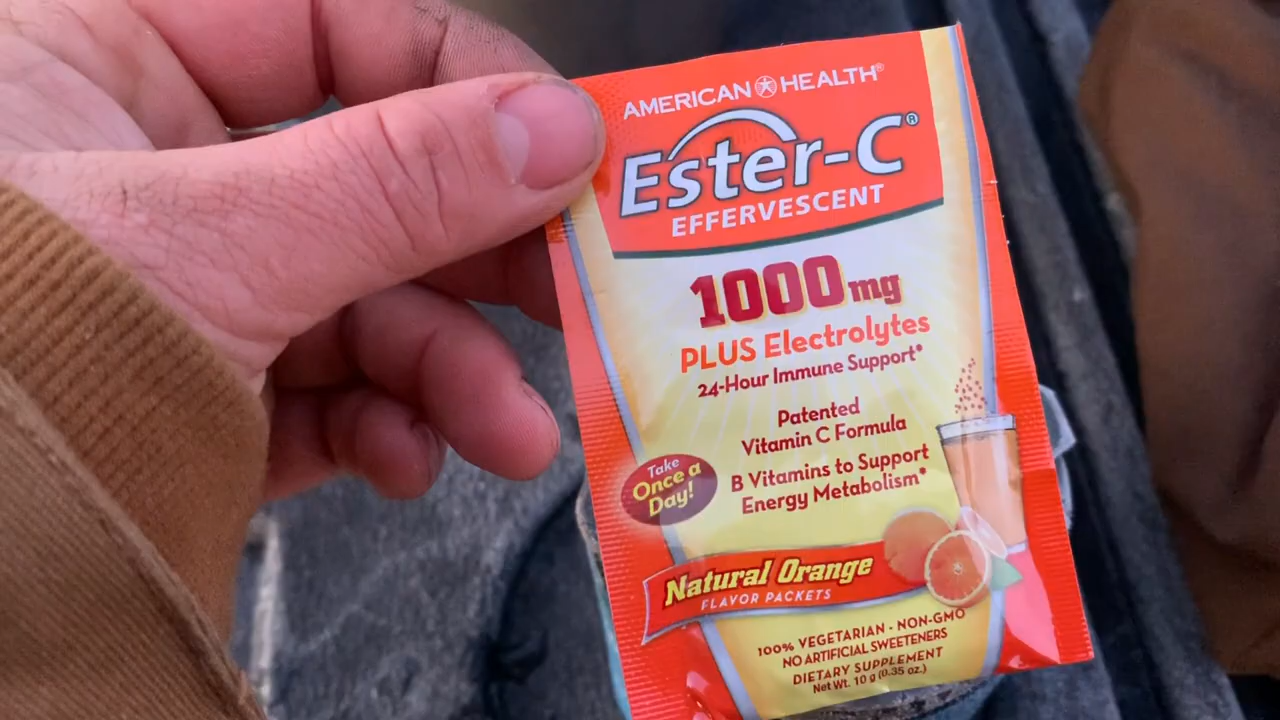 AMERICAN HEALTH®
Ester-C®
EFFERVESCENT
1000 mg
PLUS Electrolytes
24-Hour Immune Support*
Patented
Vitamin C Formula
B Vitamins to Support
Energy Metabolism*
Take
Once a
Day!
Natural Orange
FLAVOR PACKETS
100% VEGETARIAN - NON-GMO
NO ARTIFICIAL SWEETENERS
DIETARY SUPPLEMENT
Net Wt. 10 g (0.35 oz.)